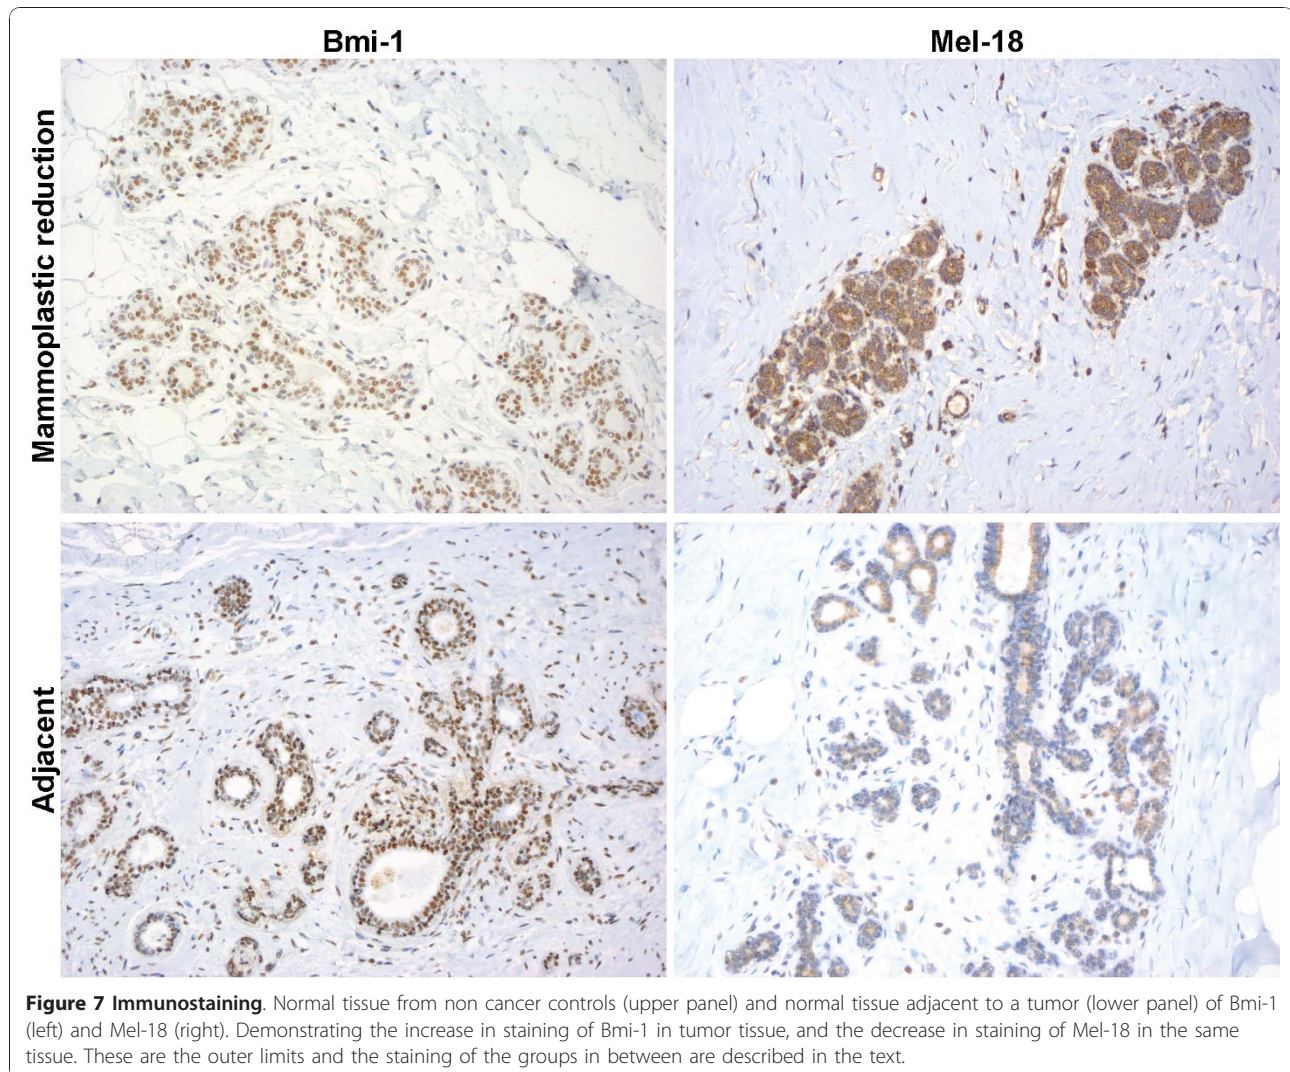 Bmi-1
Mel-18
Mammoplastic reduction
Adjacent
Figure 7 Immunostaining. Normal tissue from non cancer controls (upper panel) and normal tissue adjacent to a tumor (lower panel) of Bmi-1
(left) and Mel-18 (right). Demonstrating the increase in staining of Bmi-1 in tumor tissue, and the decrease in staining of Mel-18 in the same
tissue. These are the outer limits and the staining of the groups in between are described in the text.